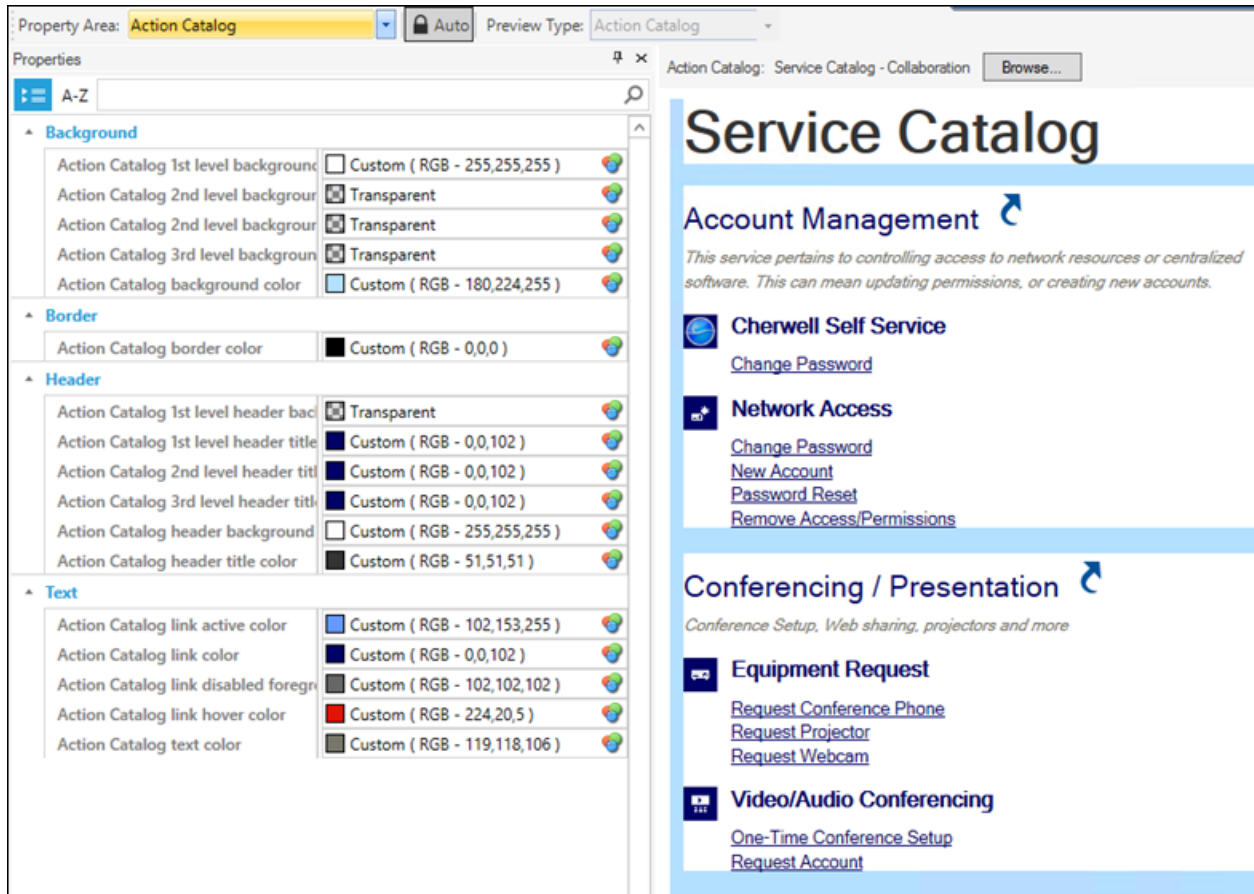 Property Area: Action Catalog Auto Preview Type: Action Catalog
Properties
A-Z
Background
Action Catalog 1st level background Custom ( RGB - 255,255,255 )
Action Catalog 2nd level backgroun Transparent
Action Catalog 2nd level backgroun Transparent
Action Catalog 3rd level backgroun Transparent
Action Catalog background color Custom ( RGB - 180,224,255 )
Border
Action Catalog border color Custom ( RGB - 0,0,0 )
Header
Action Catalog 1st level header bac Transparent
Action Catalog 1st level header title Custom ( RGB - 0,0,102 )
Action Catalog 2nd level header titl Custom ( RGB - 0,0,102 )
Action Catalog 3rd level header titl Custom ( RGB - 0,0,102 )
Action Catalog header background Custom ( RGB - 255,255,255 )
Action Catalog header title color Custom ( RGB - 51,51,51 )
Text
Action Catalog link active color Custom ( RGB - 102,153,255 )
Action Catalog link color Custom ( RGB - 0,0,102 )
Action Catalog link disabled foregr Custom ( RGB - 102,102,102 )
Action Catalog link hover color Custom ( RGB - 224,20,5 )
Action Catalog text color Custom ( RGB - 119,118,106 )
Action Catalog: Service Catalog - Collaboration Browse...
Service Catalog
Account Management
This service pertains to controlling access to network resources or centralized
software. This can mean updating permissions, or creating new accounts.
Cherwell Self Service
Change Password
Network Access
Change Password
New Account
Password Reset
Remove Access/Permissions
Conferencing / Presentation
Conference Setup, Web sharing, projectors and more
Equipment Request
Request Conference Phone
Request Projector
Request Webcam
Video/Audio Conferencing
One-Time Conference Setup
Request Account